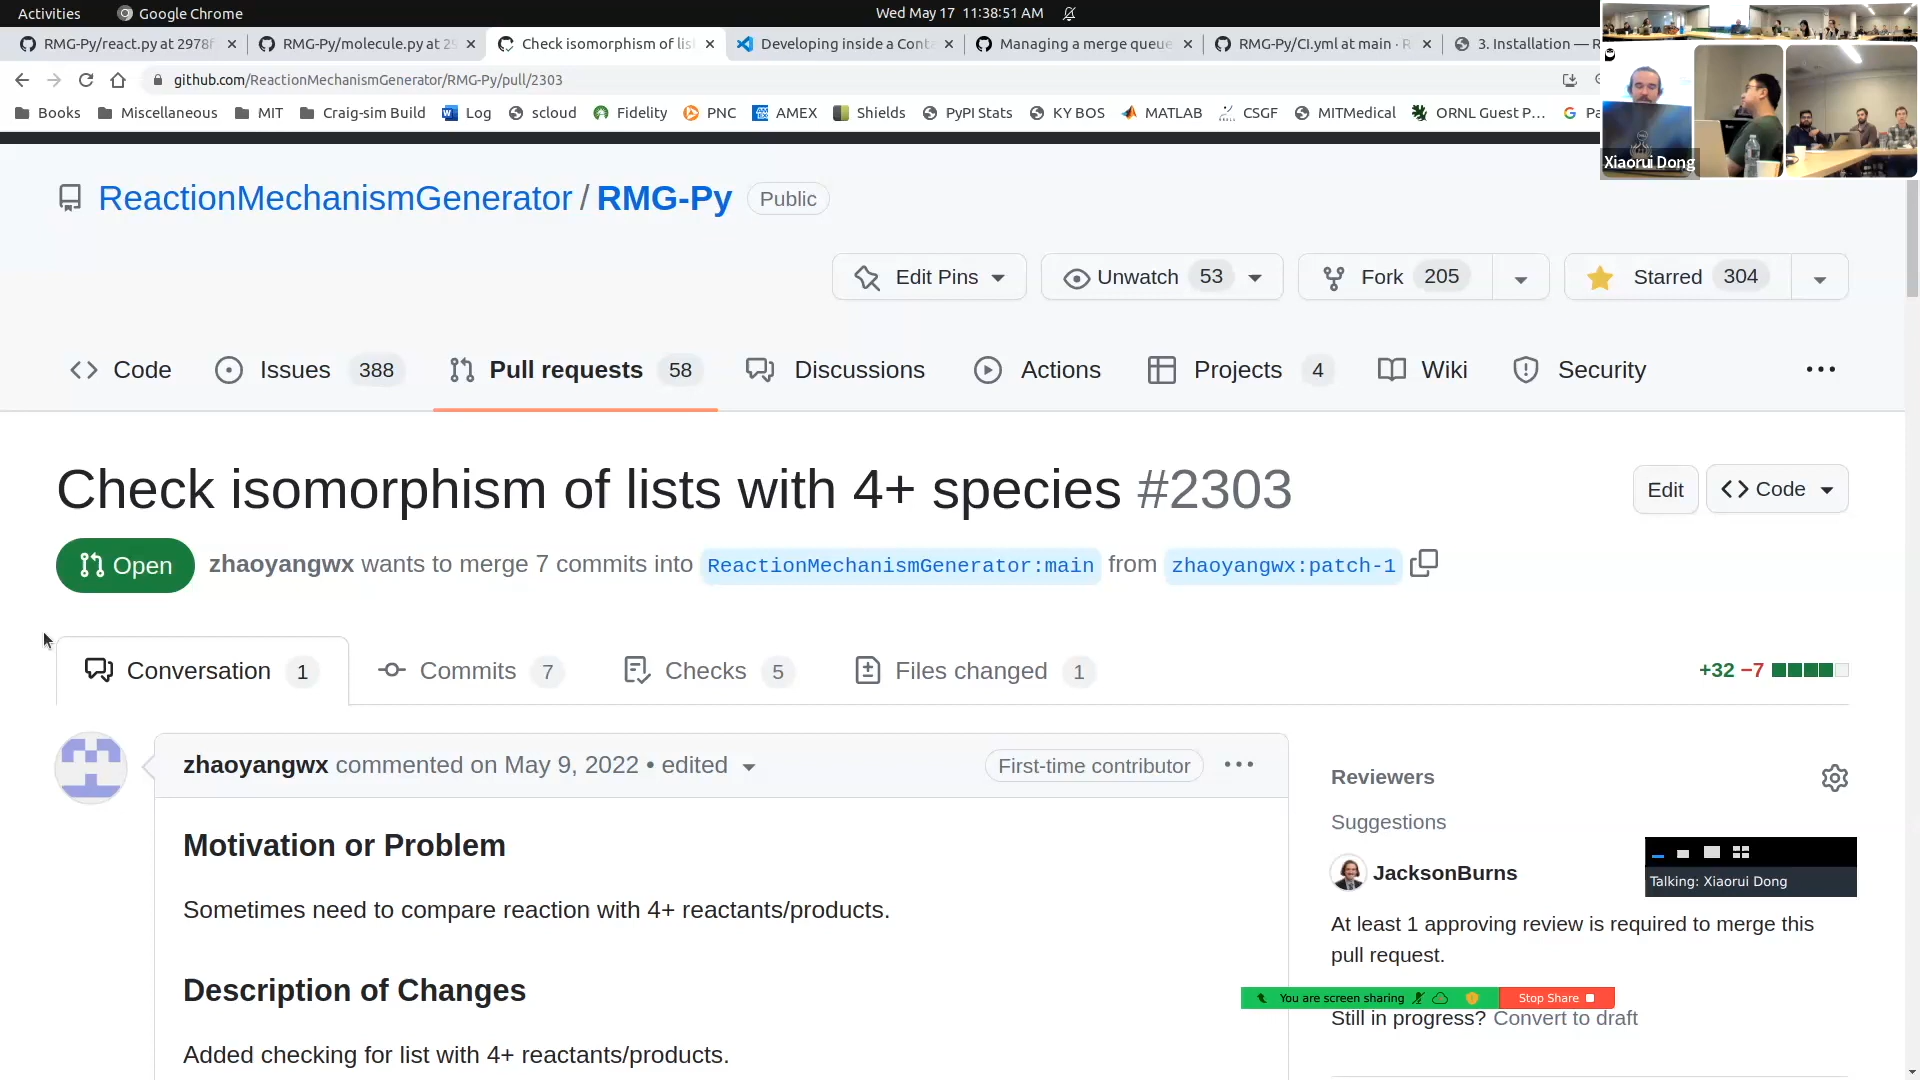 Activities
Google Chrome
Wed May 17 11:38:51 AM
RMG-Py/react.py at 2978f
RMG-Py/molecule.py at 29
Check isomorphism of lis
Developing inside a Conta
Managing a merge queue
RMG-Py/CI.yml at main · R
3. Installation — R
github.com/ReactionMechanismGenerator/RMG-Py/pull/2303
Books
Miscellaneous
MIT
Craig-sim Build
Log
scloud
Fidelity
PNC
AMEX
Shields
PyPI Stats
KY BOS
MATLAB
CSGF
MITMedical
ORNL Guest P...
Xiaorui Dong
ReactionMechanismGenerator / RMG-Py
Public
Edit Pins
Unwatch 53
Fork 205
Starred 304
Code
Issues 388
Pull requests 58
Discussions
Actions
Projects 4
Wiki
Security
Check isomorphism of lists with 4+ species #2303
Edit
Code
Open
zhaoyangwx wants to merge 7 commits into ReactionMechanismGenerator:main from zhaoyangwx:patch-1
Conversation 1
Commits 7
Checks 5
Files changed 1
+32 −7
zhaoyangwx commented on May 9, 2022 • edited
First-time contributor
Motivation or Problem
Sometimes need to compare reaction with 4+ reactants/products.
Description of Changes
Added checking for list with 4+ reactants/products.
Reviewers
Suggestions
JacksonBurns
Talking: Xiaorui Dong
At least 1 approving review is required to merge this
pull request.
You are screen sharing
Stop Share
Still in progress? Convert to draft